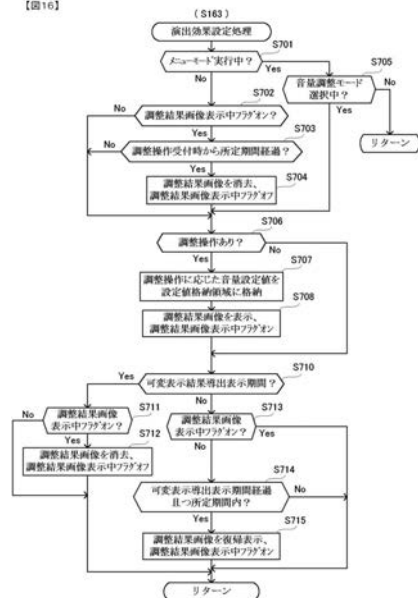 【図16】
(S163)
演出効果設定処理
S701
メニューモード実行中?
Yes
No
S705
音量調整モード
選択中?
No
Yes
リターン
S702
No
調整結果画像表示中フラグオン?
Yes
S703
No
調整操作受付時から所定期間経過?
Yes
S704
調整結果画像を消去、
調整結果画像表示中フラグオフ
S706
調整操作あり?
No
Yes
S707
調整操作に応じた音量設定値を
設定値格納領域に格納
S708
調整結果画像を表示、
調整結果画像表示中フラグオン
S710
Yes
可変表示結果導出表示期間?
No
S711
No
調整結果画像
表示中フラグオン?
Yes
S712
調整結果画像を消去、
調整結果画像表示中フラグオフ
S713
調整結果画像
表示中フラグオン?
Yes
No
S714
可変表示導出表示期間経過
且つ所定期間内?
No
Yes
S715
調整結果画像を復帰表示、
調整結果画像表示中フラグオン
リターン